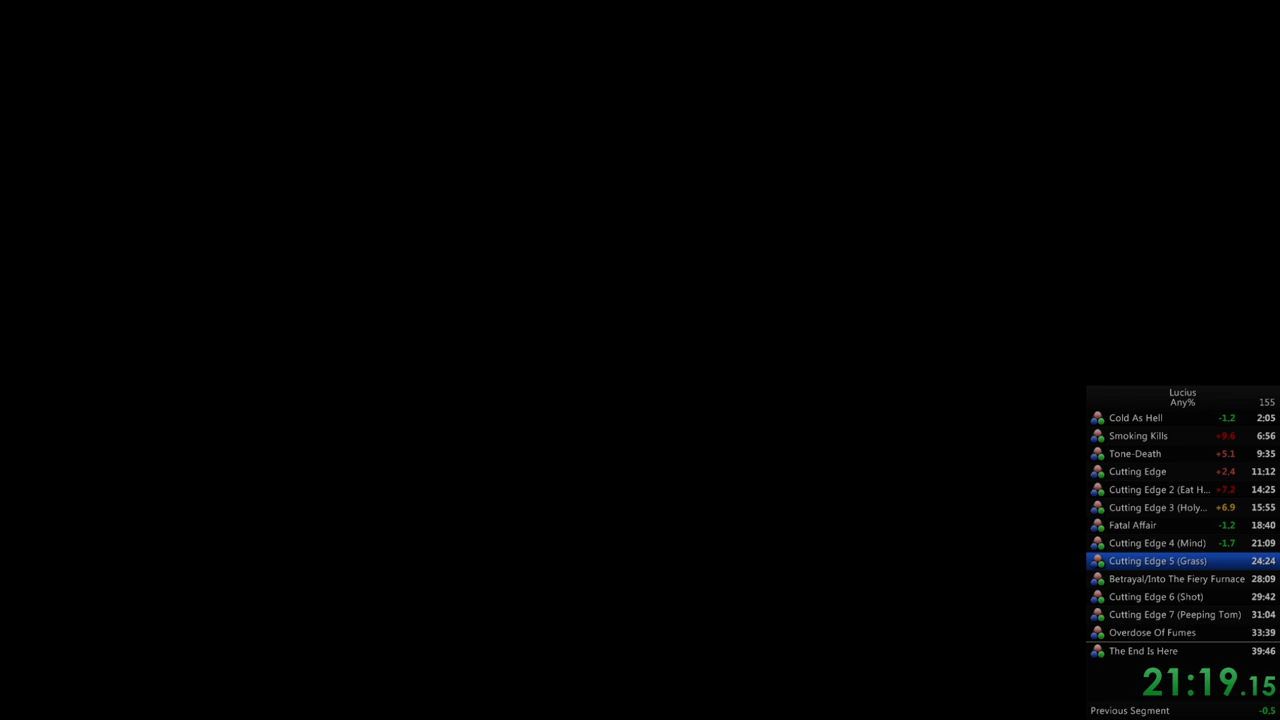 Lucius
Any% 155
Cold As Hell -1.2 2:05
Smoking Kills +9.6 6:56
Tone-Death +5.1 9:35
Cutting Edge +2.4 11:12
Cutting Edge 2 (Eat H... +7.2 14:25
Cutting Edge 3 (Holy... +6.9 15:55
Fatal Affair -1.2 18:40
Cutting Edge 4 (Mind) -1.7 21:09
Cutting Edge 5 (Grass) 24:24
Betrayal/Into The Fiery Furnace 28:09
Cutting Edge 6 (Shot) 29:42
Cutting Edge 7 (Peeping Tom) 31:04
Overdose Of Fumes 33:39
The End Is Here 39:46
21:19.15
Previous Segment -0.5